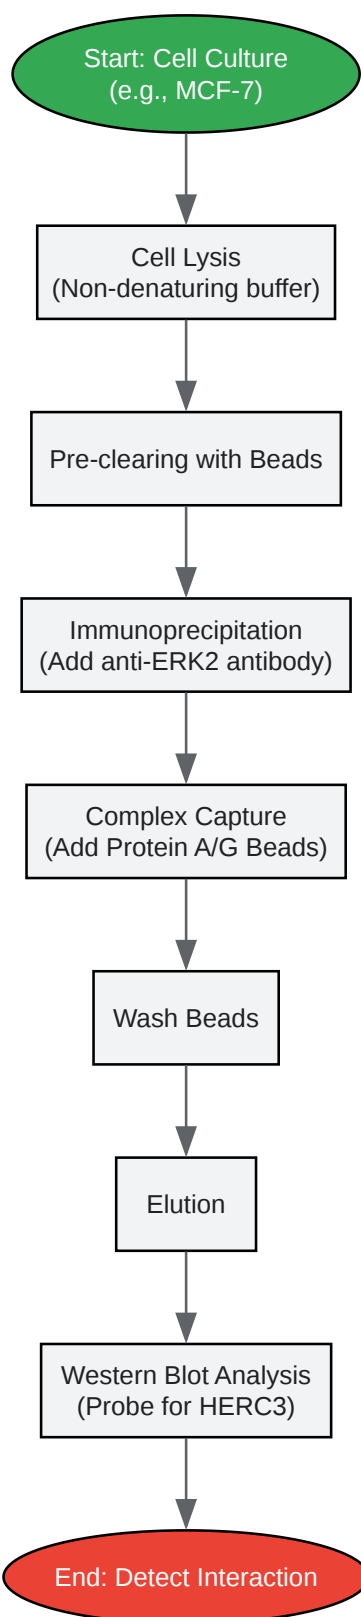 Start: Cell Culture
(e.g., MCF-7)
Cell Lysis
(Non-denaturing buffer)
Pre-clearing with Beads
Immunoprecipitation
(Add anti-ERK2 antibody)
Complex Capture
(Add Protein A/G Beads)
Wash Beads
Elution
Western Blot Analysis
(Probe for HERC3)
End: Detect Interaction